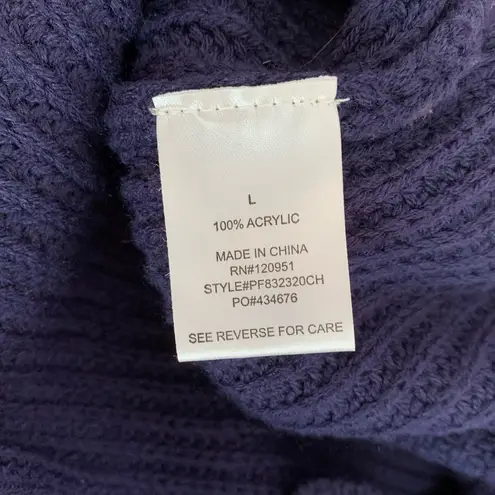 L
100% ACRYLIC
MADE IN CHINA
RN#120951
STYLE#PF832320CH
PO#434676
SEE REVERSE FOR CARE